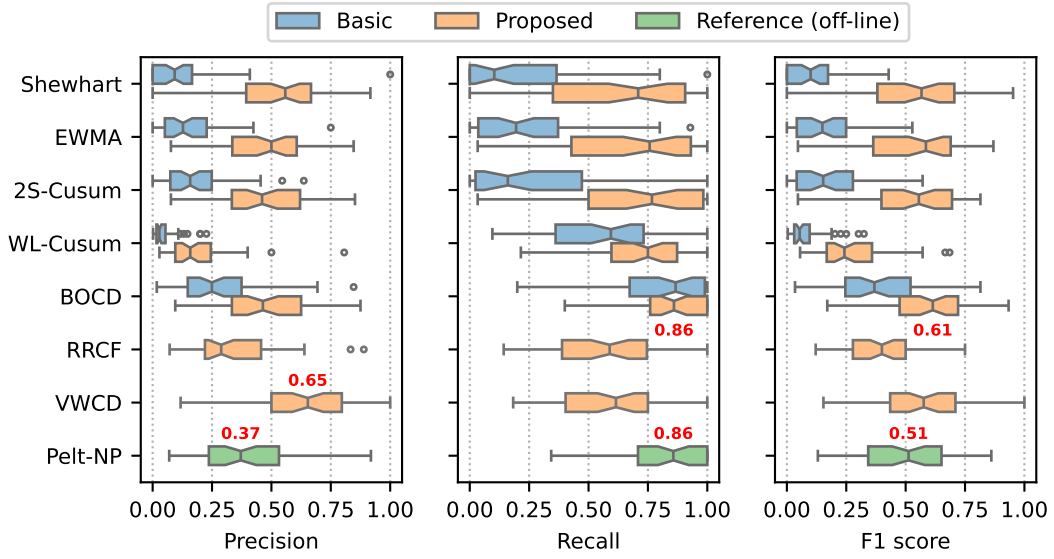 Basic Proposed Reference (off-line)
Shewhart
EWMA
2S-Cusum
WL-Cusum
BOCD
0.86 0.61
RRCF
0.65
VWCD
0.37 0.86 0.51
Pelt-NP
0.00 0.25 0.50 0.75 1.00 0.00 0.25 0.50 0.75 1.00 0.00 0.25 0.50 0.75 1.00
Precision Recall F1 score